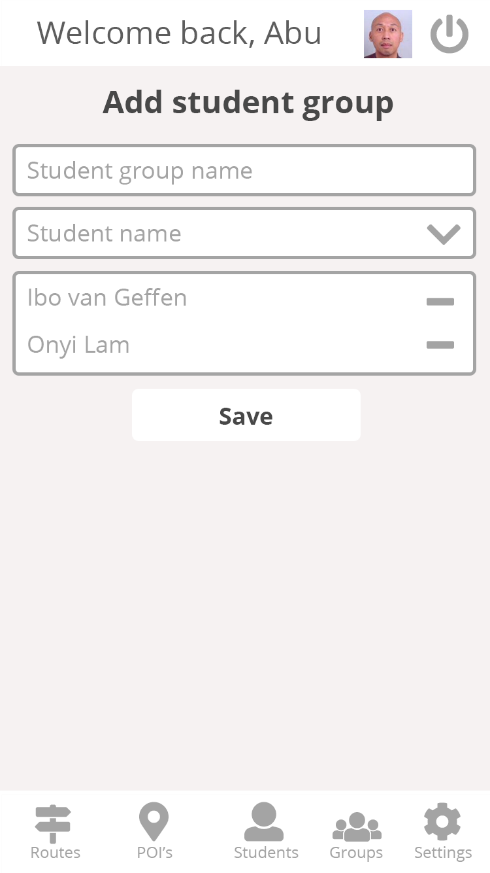 Welcome back, Abu
Add student group
Student group name
Student name
Ibo van Geffen
Onyi Lam
Save
Routes
POI's
Students
Groups
Settings